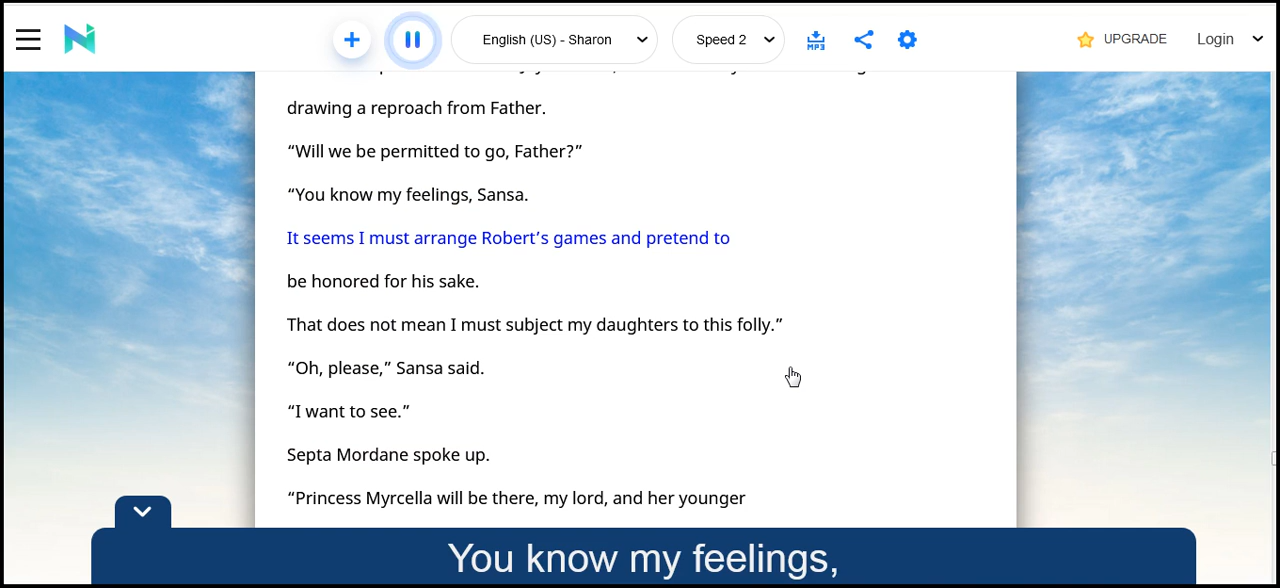 English (US) - Sharon
Speed 2
MP3
UPGRADE
Login
drawing a reproach from Father.
“Will we be permitted to go, Father?”
“You know my feelings, Sansa.
It seems I must arrange Robert’s games and pretend to
be honored for his sake.
That does not mean I must subject my daughters to this folly.”
“Oh, please,” Sansa said.
“I want to see.”
Septa Mordane spoke up.
“Princess Myrcella will be there, my lord, and her younger
You know my feelings,